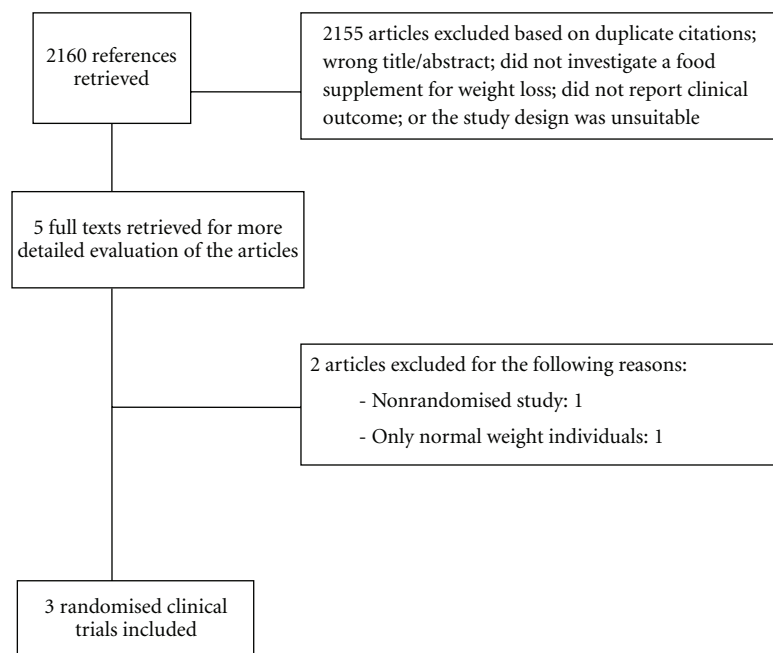 2160 references
retrieved
2155 articles excluded based on duplicate citations;
wrong title/abstract; did not investigate a food
supplement for weight loss; did not report clinical
outcome; or the study design was unsuitable
5 full texts retrieved for more
detailed evaluation of the articles
2 articles excluded for the following reasons:
- Nonrandomised study: 1
- Only normal weight individuals: 1
3 randomised clinical
trials included